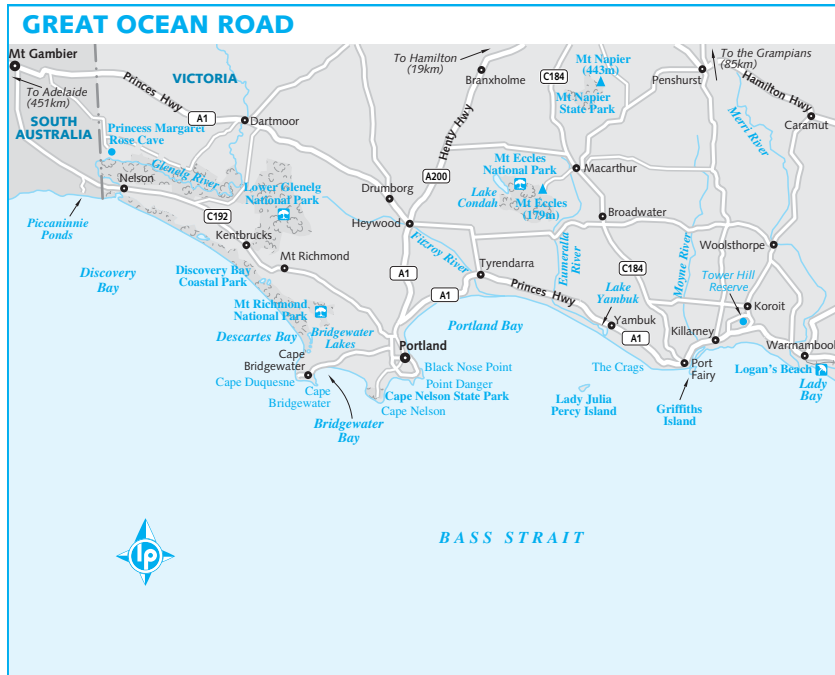 GREAT OCEAN ROAD
Mt Gambier
To Adelaide
(451km)
SOUTH
AUSTRALIA
VICTORIA
Princes Hwy
A1
Dartmoor
Princess Margaret
Rose Cave
Glenelg River
Nelson
Lower Glenelg
National Park
C192
Kentbrucks
Piccaninnie
Ponds
Discovery
Bay
Discovery Bay
Coastal Park
Mt Richmond
Mt Richmond
National Park
Descartes Bay
Bridgewater
Lakes
Cape
Bridgewater
Cape Duquesne
Cape
Bridgewater
Bridgewater
Bay
To Hamilton
(19km)
Branxholme
Henty Hwy
A200
Drumborg
Heywood
Fitzroy River
A1
A1
Tyrendarra
Princes Hwy
Portland Bay
Portland
Black Nose Point
Point Danger
Cape Nelson State Park
Cape Nelson
C184
Mt Napier
(443m)
Mt Napier
State Park
Mt Eccles
National Park
Lake
Condah
Mt Eccles
(179m)
Macarthur
Broadwater
Eumeralla
River
C184
Lake
Yambuk
Yambuk
A1
The Crags
Lady Julia
Percy Island
Penshurst
To the Grampians
(85km)
Hamilton Hwy
Caramut
Merri River
Woolsthorpe
Moyne River
Tower Hill
Reserve
Koroit
Killarney
Port
Fairy
Griffiths
Island
Warrnambool
Logan's Beach
Lady
Bay
BASS STRAIT
lp